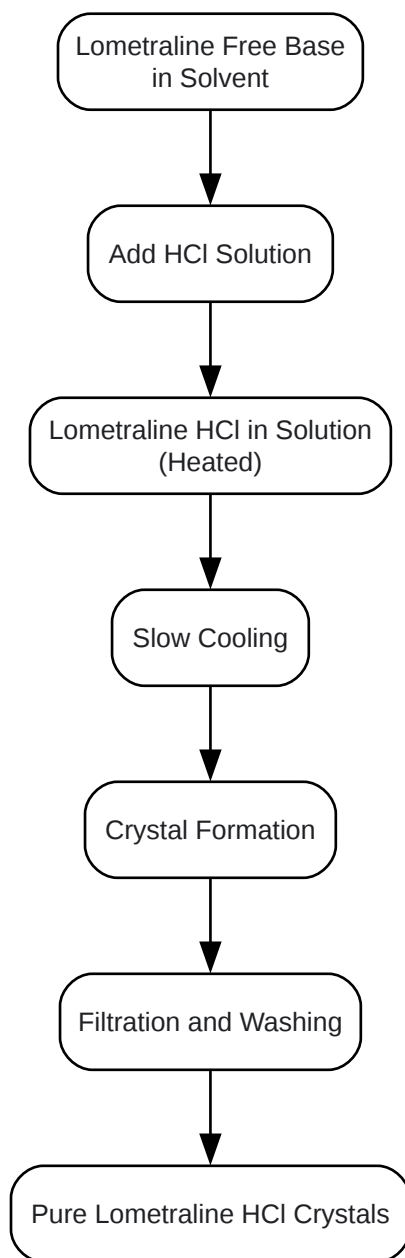 Lometraline Free Base
in Solvent
Add HCl Solution
Lometraline HCl in Solution
(Heated)
Slow Cooling
Crystal Formation
Filtration and Washing
Pure Lometraline HCl Crystals